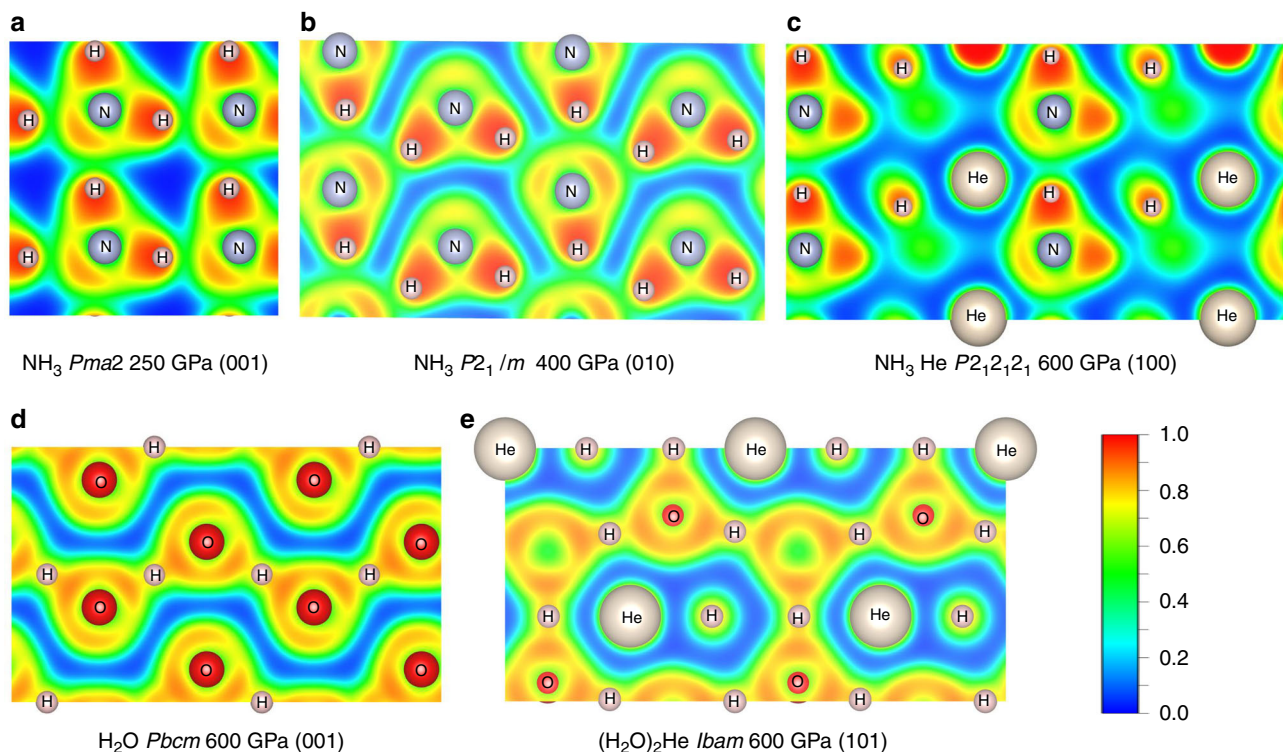 a
H H
H N H N
H H
H N H N
NH₃ Pma2 250 GPa (001)
b
N N
H N H N
H H H H
N N
H N H N
H H H H
NH₃ P2₁ /m 400 GPa (010)
c
H H H H
N N
He He
H H H H
N N
He He
NH₃ He P2₁2₁2₁ 600 GPa (100)
d
H H
O O
O O
H H H H
O O
O O
H H
H₂O Pbcm 600 GPa (001)
e
He H H He H H He
O O
H H H H
H He H H He H
O O
H H H H
(H₂O)₂He Ibam 600 GPa (101)
1.0
0.8
0.6
0.4
0.2
0.0